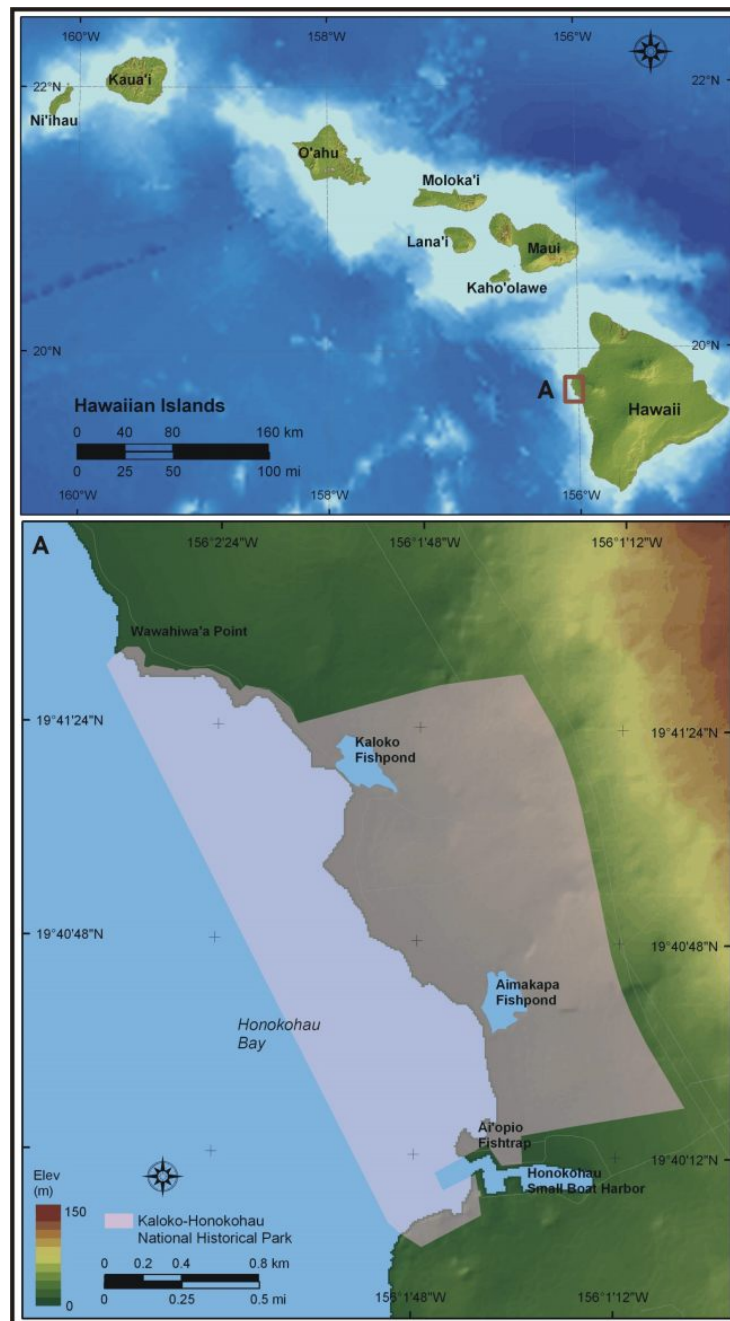 160°W
158°W
156°W
22°N
22°N
Kaua'i
Ni'ihau
O'ahu
Moloka'i
Lana'i
Maui
Kaho'olawe
20°N
20°N
A
Hawaii
Hawaiian Islands
0 40 80 160 km
0 25 50 100 mi
160°W
158°W
156°W
A
156°2'24"W
156°1'48"W
156°1'12"W
Wawahiwa'a Point
19°41'24"N
19°41'24"N
Kaloko
Fishpond
19°40'48"N
19°40'48"N
Aimakapa
Fishpond
Honokohau
Bay
Ai'opio
Fishtrap
19°40'12"N
Honokohau
Small Boat Harbor
Elev
(m)
150
0
Kaloko-Honokohau
National Historical Park
0 0.2 0.4 0.8 km
0 0.25 0.5 mi
156°1'48"W
156°1'12"W